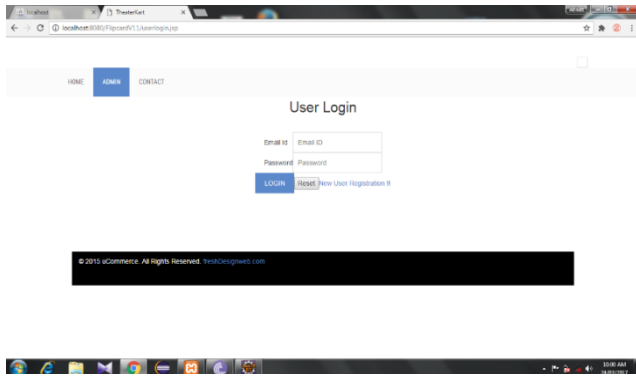 localhost
TheaterKart
localhost:8080/FlipcardV11/userlogin.jsp
HOME ADMIN CONTACT
User Login
Email Id Email ID
Password Password
LOGIN Reset New User Registration !!
© 2015 uCommerce. All Rights Reserved. freshDesignweb.com
10:00 AM